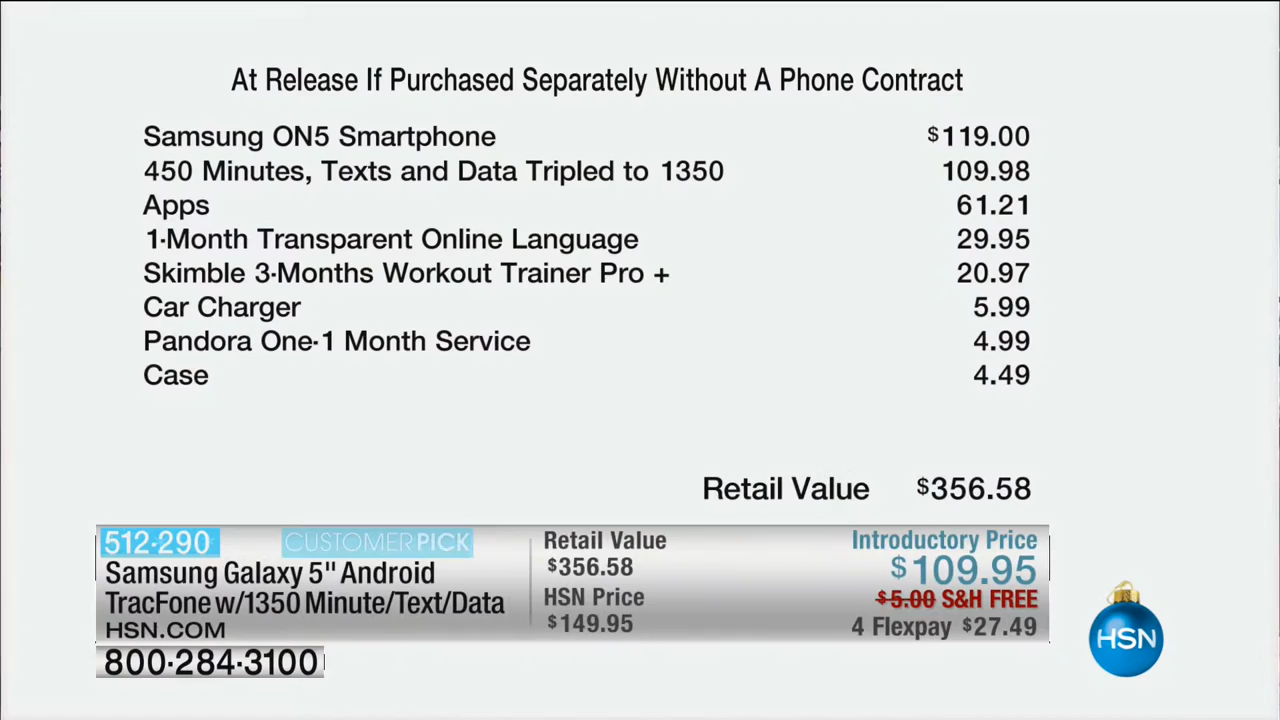 At Release If Purchased Separately Without A Phone Contract
Samsung ON5 Smartphone $119.00
450 Minutes, Texts and Data Tripled to 1350 109.98
Apps 61.21
1-Month Transparent Online Language 29.95
Skimble 3-Months Workout Trainer Pro + 20.97
Car Charger 5.99
Pandora One-1 Month Service 4.99
Case 4.49
Retail Value $356.58
512-290 CUSTOMER PICK
Samsung Galaxy 5" Android
TracFone w/1350 Minute/Text/Data
HSN.COM
800-284-3100
Retail Value
$356.58
HSN Price
$149.95
Introductory Price
$109.95
$5.00 S&H FREE
4 Flexpay $27.49
HSN